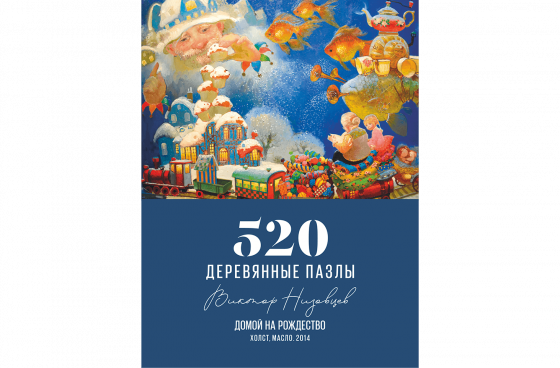 520
ДЕРЕВЯННЫЕ ПАЗЛЫ
Виктор Низовцев
ДОМОЙ НА РОЖДЕСТВО
ХОЛСТ, МАСЛО, 2014